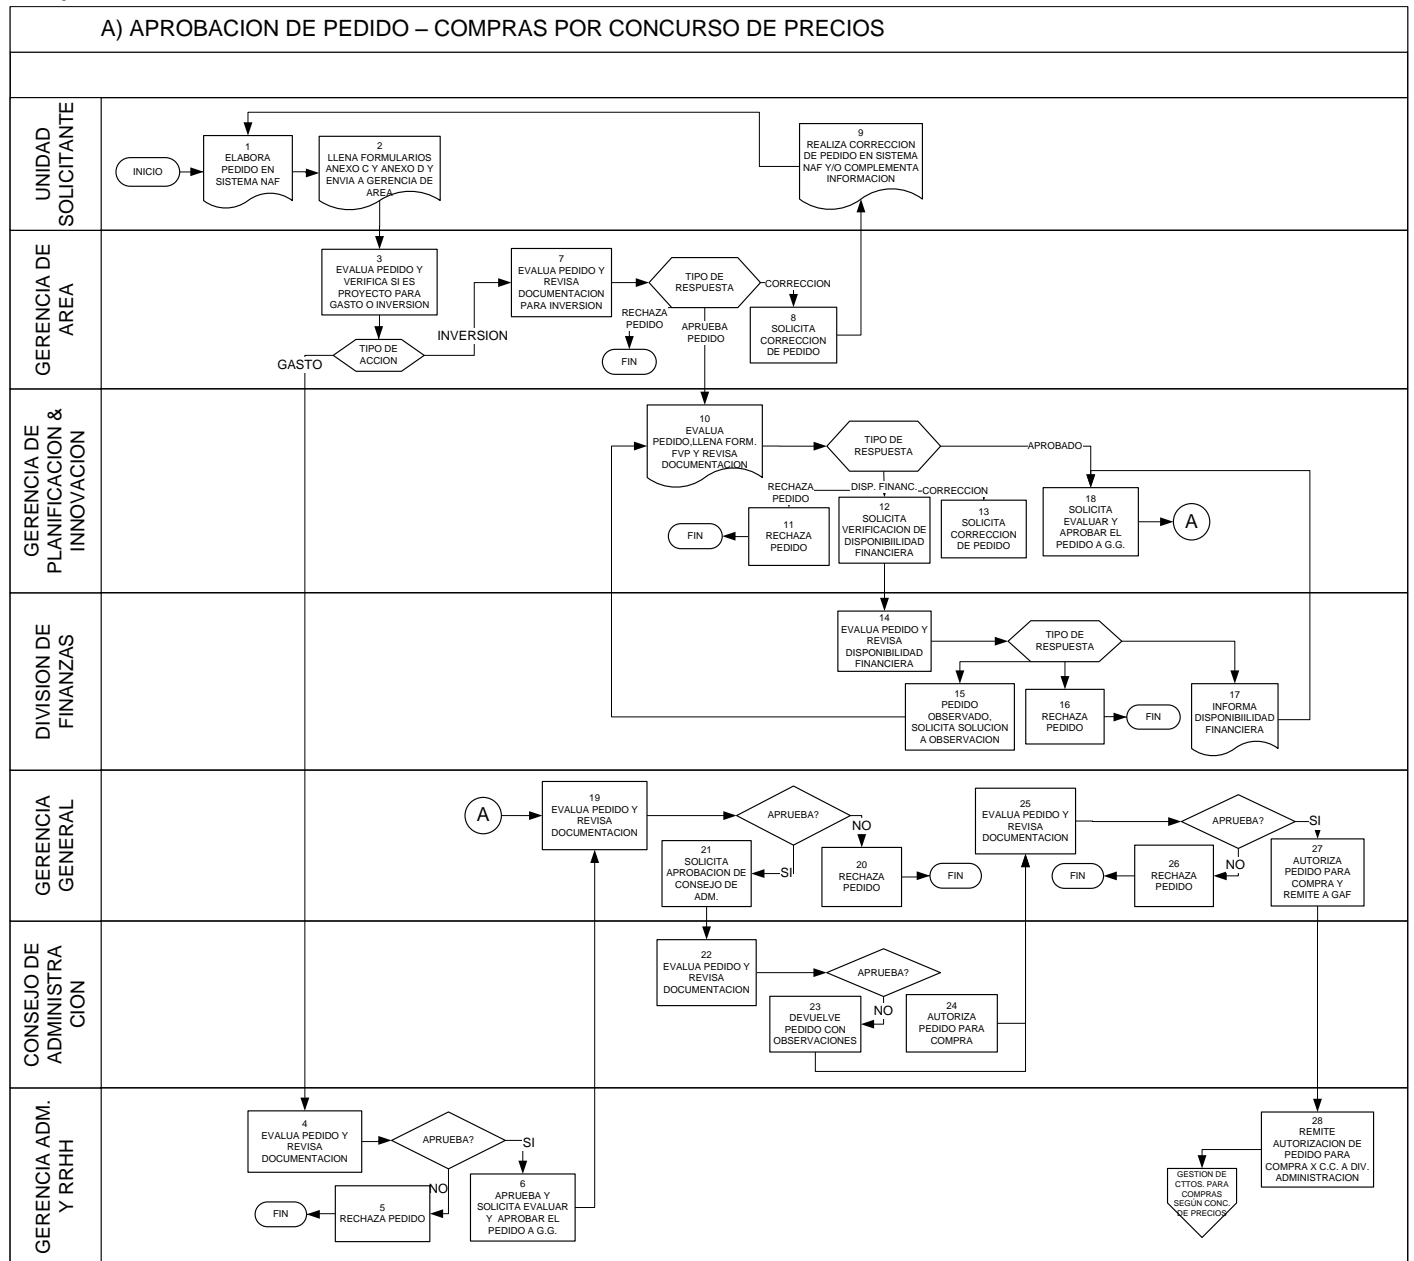 A) APROBACION DE PEDIDO – COMPRAS POR CONCURSO DE PRECIOS
UNIDAD
SOLICITANTE
INICIO
1
ELABORA
PEDIDO EN
SISTEMA NAF
2
LLENA FORMULARIOS
ANEXO C Y ANEXO D Y
ENVIA A GERENCIA DE
AREA
9
REALIZA CORRECCION
DE PEDIDO EN SISTEMA
NAF Y/O COMPLEMENTA
INFORMACION
GERENCIA DE
AREA
3
EVALUA PEDIDO Y
VERIFICA SI ES
PROYECTO PARA
GASTO O INVERSION
TIPO DE
ACCION
GASTO
INVERSION
7
EVALUA PEDIDO Y
REVISA
DOCUMENTACION
PARA INVERSION
TIPO DE
RESPUESTA
CORRECCION
RECHAZA
PEDIDO
APRUEBA
PEDIDO
FIN
8
SOLICITA
CORRECCION
DE PEDIDO
GERENCIA DE
PLANIFICACION &
INNOVACION
10
EVALUA
PEDIDO,LLENA FORM.
FVP Y REVISA
DOCUMENTACION
TIPO DE
RESPUESTA
APROBADO
RECHAZA
PEDIDO
DISP. FINANC.
CORRECCION
FIN
11
RECHAZA
PEDIDO
12
SOLICITA
VERIFICACION DE
DISPONIBIILIDAD
FINANCIERA
13
SOLICITA
CORRECCION
DE PEDIDO
18
SOLICITA
EVALUAR Y
APROBAR EL
PEDIDO A G.G.
A
DIVISION DE
FINANZAS
14
EVALUA PEDIDO Y
REVISA
DISPONIBILIDAD
FINANCIERA
TIPO DE
RESPUESTA
15
PEDIDO
OBSERVADO,
SOLICITA SOLUCION
A OBSERVACION
16
RECHAZA
PEDIDO
FIN
17
INFORMA
DISPONIBIILIDAD
FINANCIERA
GERENCIA
GENERAL
A
19
EVALUA PEDIDO Y
REVISA
DOCUMENTACION
APRUEBA?
NO
SI
21
SOLICITA
APROBACION DE
CONSEJO DE
ADM.
20
RECHAZA
PEDIDO
FIN
25
EVALUA PEDIDO Y
REVISA
DOCUMENTACION
APRUEBA?
SI
NO
FIN
26
RECHAZA
PEDIDO
27
AUTORIZA
PEDIDO PARA
COMPRA Y
REMITE A GAF
CONSEJO DE
ADMINISTRA
CION
22
EVALUA PEDIDO Y
REVISA
DOCUMENTACION
APRUEBA?
NO
23
DEVUELVE
PEDIDO CON
OBSERVACIONES
24
AUTORIZA
PEDIDO PARA
COMPRA
GERENCIA ADM.
Y RRHH
4
EVALUA PEDIDO Y
REVISA
DOCUMENTACION
APRUEBA?
SI
NO
FIN
5
RECHAZA PEDIDO
6
APRUEBA Y
SOLICITA EVALUAR
Y APROBAR EL
PEDIDO A G.G.
28
REMITE
AUTORIZACION DE
PEDIDO PARA
COMPRA X C.C. A DIV.
ADMINISTRACION
GESTION DE
CTTOS. PARA
COMPRAS
SEGÚN CONC.
DE PRECIOS